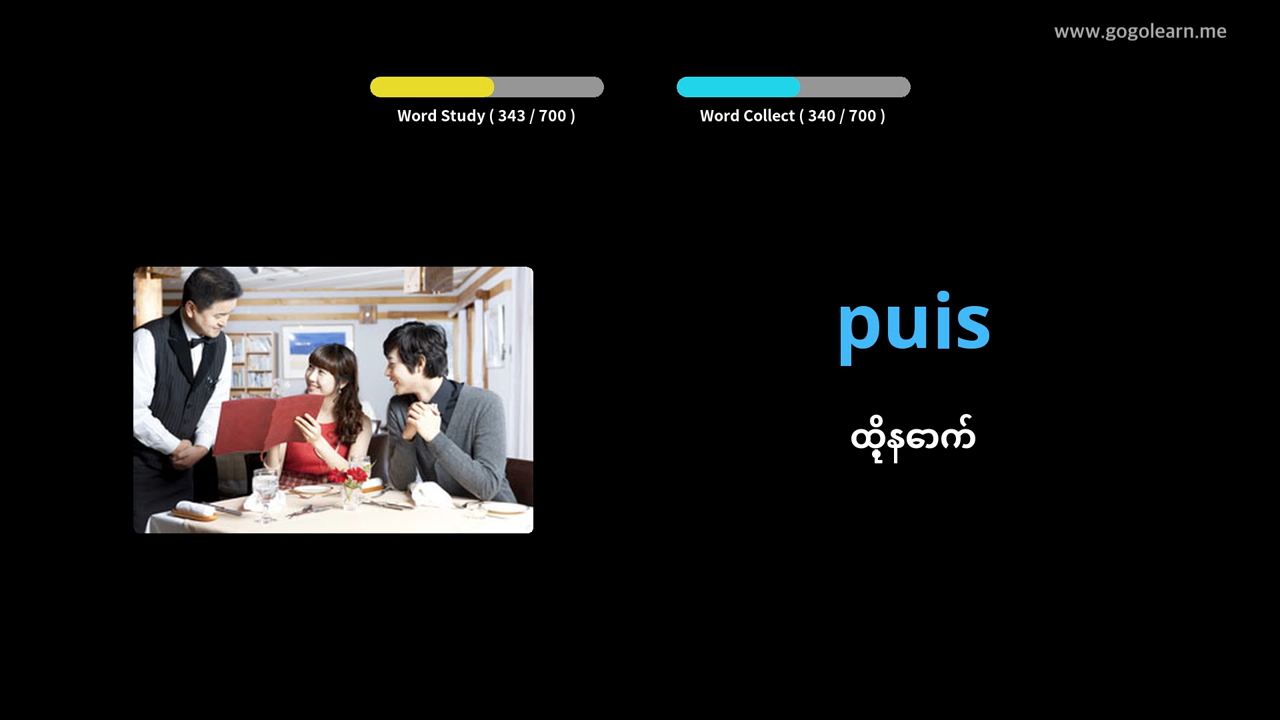 www.gogolearn.me
Word Study ( 343 / 700 )
Word Collect ( 340 / 700 )
puis
ထို့နောက်